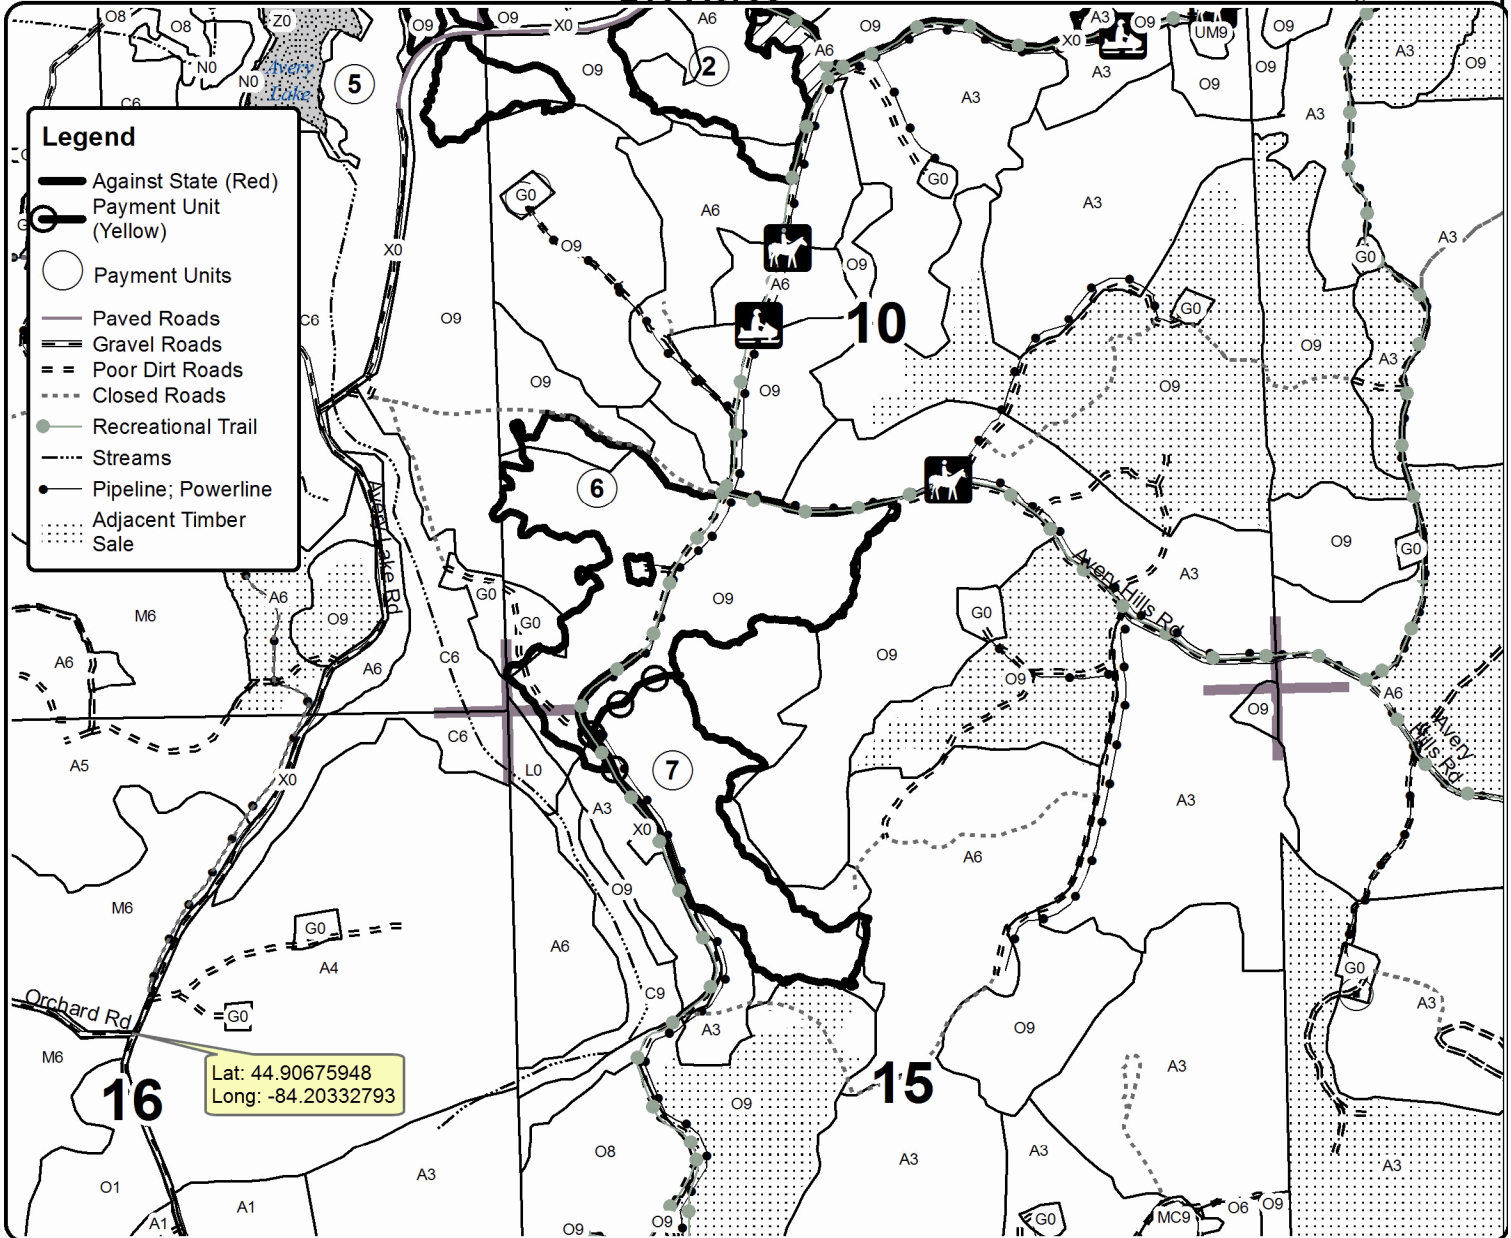 O8
O8
Z0
O9
O9
X0
A6
A6
O9
X0
A3
O9
UM9
O9
A3
O9
N0
N0
Avery
Lake
5
O9
2
A3
A3
O9
O9
A3
C6
Legend
Against State (Red)
Payment Unit
(Yellow)
Payment Units
Paved Roads
Gravel Roads
Poor Dirt Roads
Closed Roads
Recreational Trail
Streams
Pipeline; Powerline
Adjacent Timber
Sale
G0
G0
A6
A3
X0
O9
O9
A3
G0
A6
C6
O9
10
G0
O9
A3
O9
O9
O9
6
Avery Lake Rd
O9
G0
Avery Hills Rd
A3
A6
M6
O9
G0
G0
O9
G0
A6
A6
C6
O9
O9
A6
O9
C6
Avery
Hills Rd
A5
X0
L0
7
A3
X0
A3
A6
O9
M6
G0
A4
A6
G0
A3
C9
Orchard Rd
G0
A3
O9
M6
Lat: 44.90675948
Long: -84.20332793
16
15
A3
O9
O8
A3
A3
A3
O1
A3
A1
A1
O9
O9
G0
MC9
O6
O9